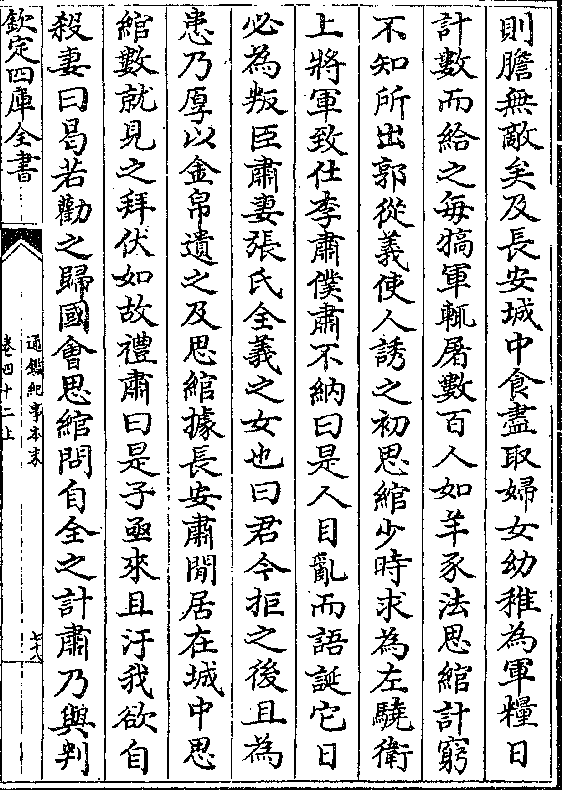 則膽無敵矣及長安城中食盡取婦女幼稚為軍糧日
計數而給之每犒軍輒屠數百人如羊豕法思綰計窮
不知所出郭從義使人誘之初思綰少時求為左驍衛
上將軍致仕李肅僕肅不納曰是人目亂而語誕它日
必為叛臣肅妻張氏全義之女也曰君今拒之後且為
患乃厚以金帛遺之及思綰據長安肅閒居在城中思
綰數就見之拜伏如故禮肅曰是子亟來且汙我欲自
殺妻曰曷若勸之歸國會思綰問自全之計肅乃與判
欽定四庫全書
通鑑紀事本末
卷四十二上
七十八